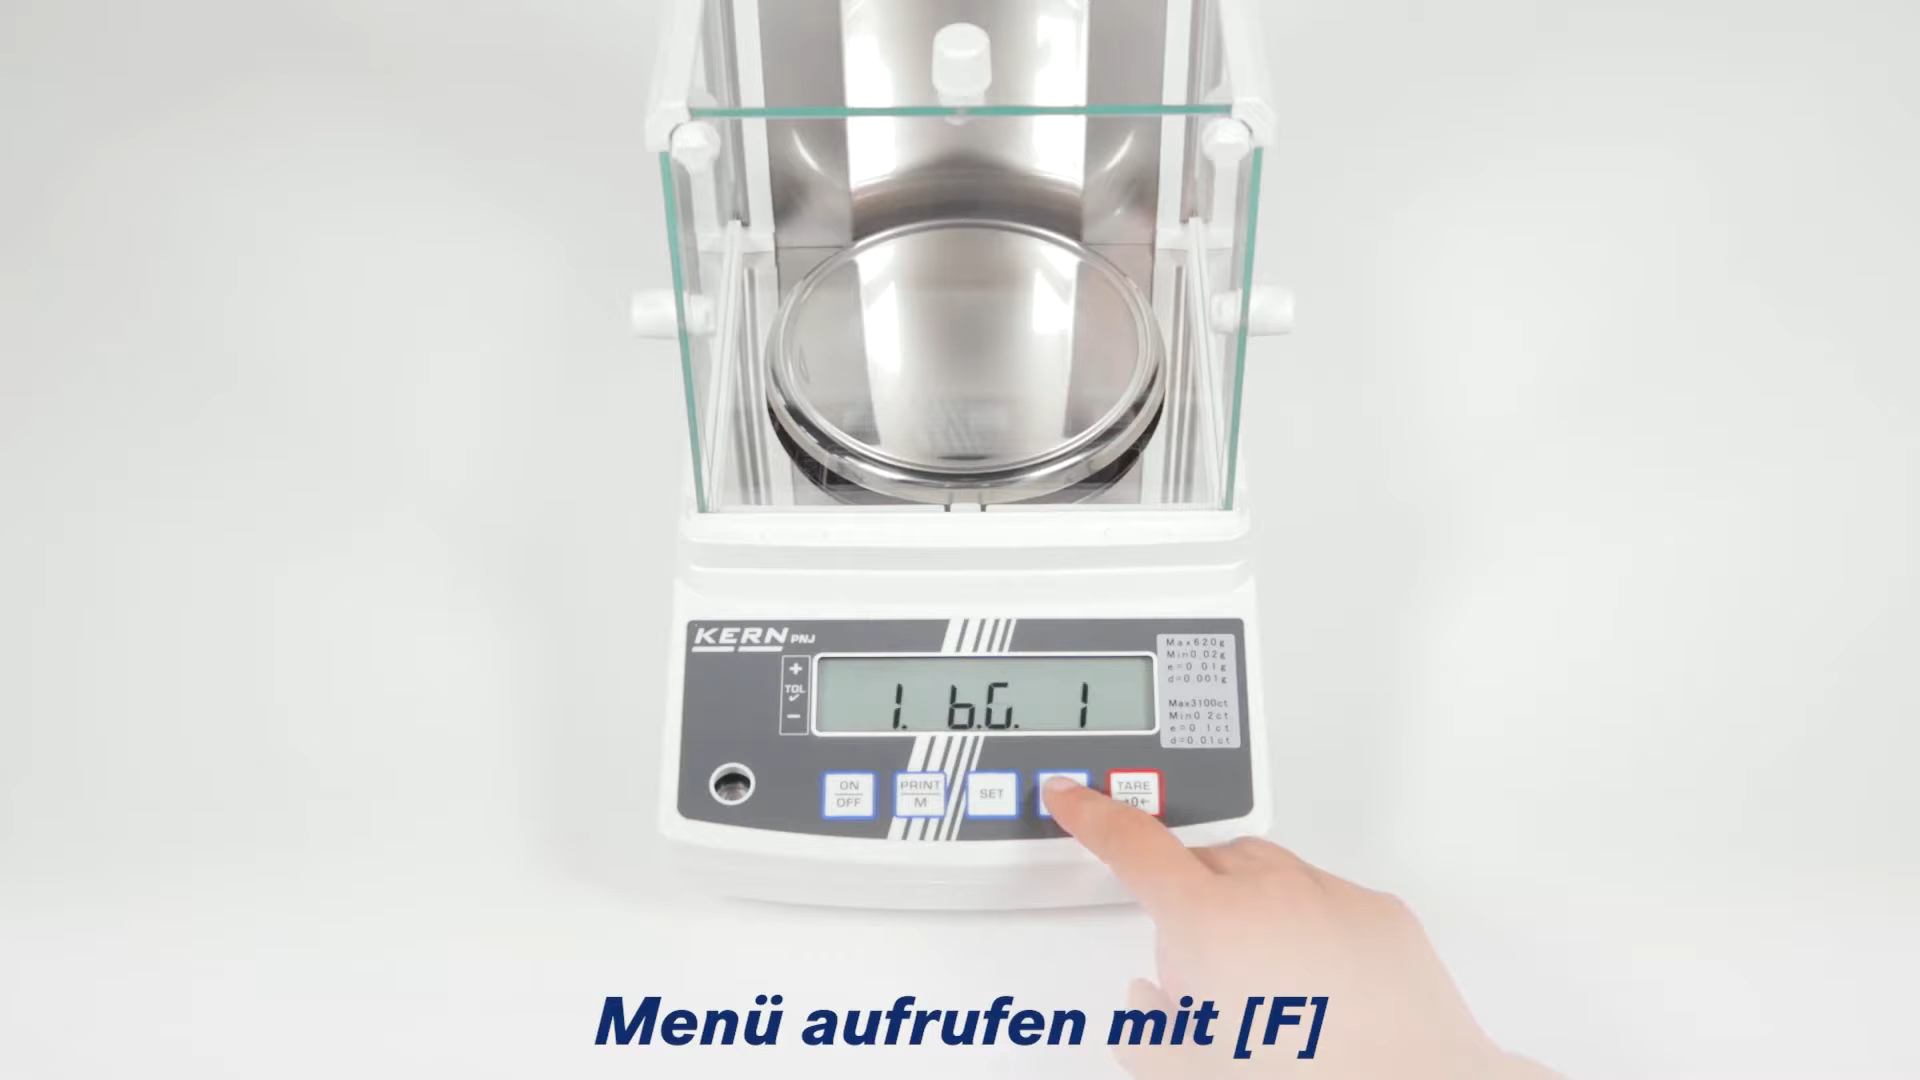 KERN PNJ
+
TOL
✓
−
1. b.G. 1
Max620g
Min0.02g
e=0.01g
d=0.001g
Max3100ct
Min0.2ct
e=0.1ct
d=0.01ct
ON
OFF
PRINT
M
SET
TARE
→0←
Menü aufrufen mit [F]